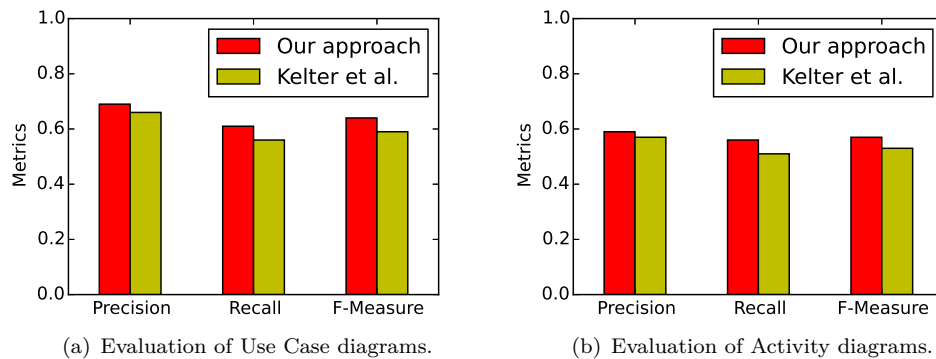 1.0
0.8
0.6
0.4
0.2
0.0
Metrics
Our approach
Kelter et al.
Precision Recall F-Measure
(a) Evaluation of Use Case diagrams.
1.0
0.8
0.6
0.4
0.2
0.0
Metrics
Our approach
Kelter et al.
Precision Recall F-Measure
(b) Evaluation of Activity diagrams.